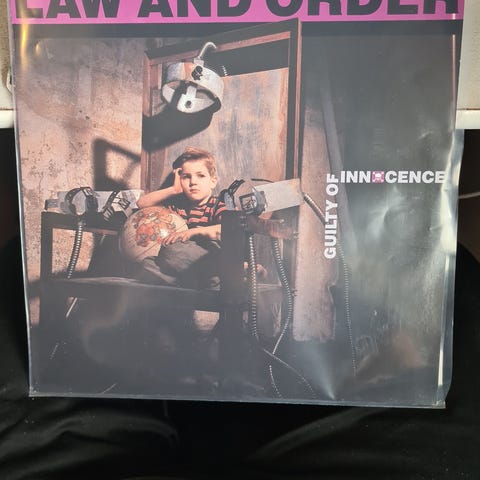 LAW AND ORDER
GUILTY OF
INNOCENCE